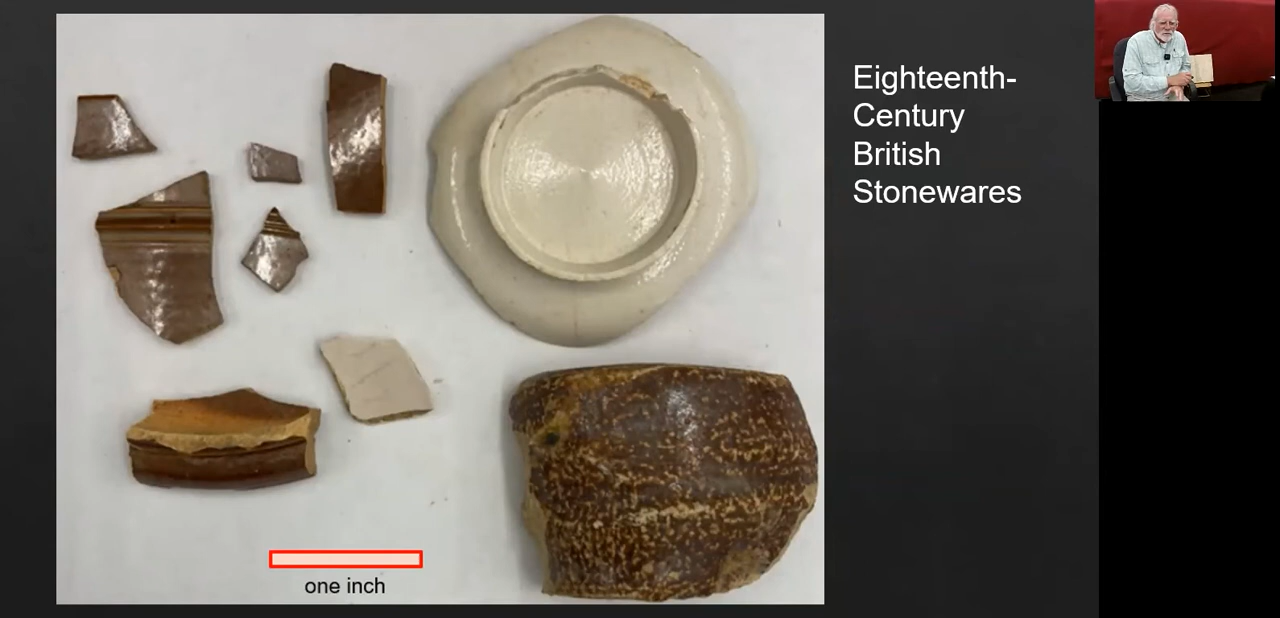 Eighteenth-
Century
British
Stonewares
one inch